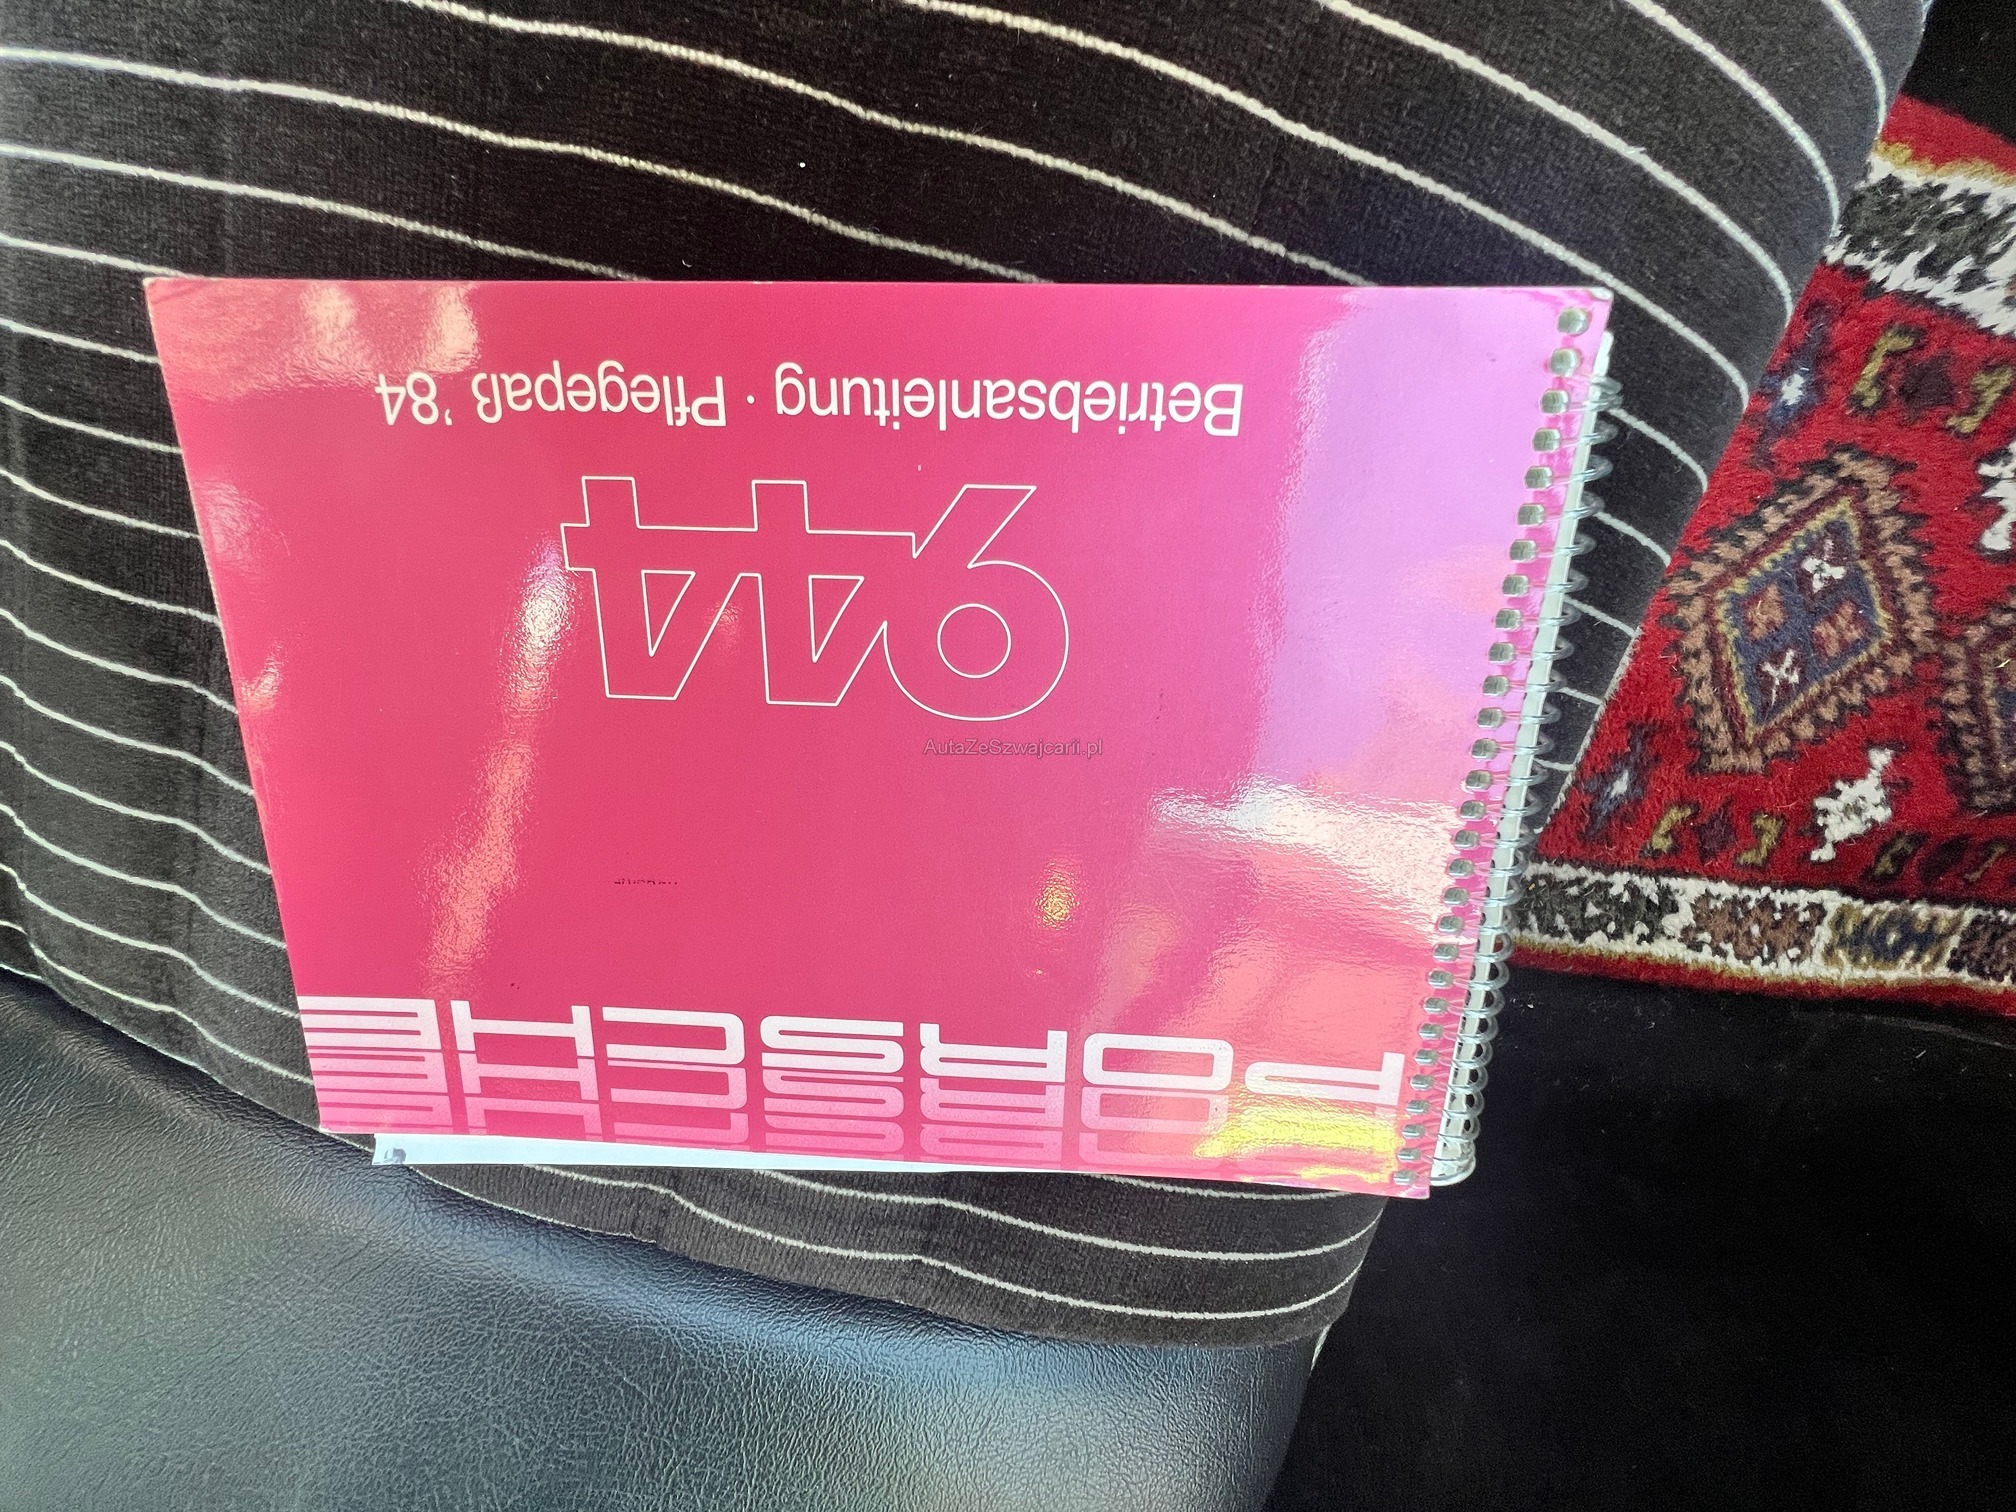 PORSCHE
944
Betriebsanleitung · Pflegepaß '84
AutaZeSzwajcarii.pl